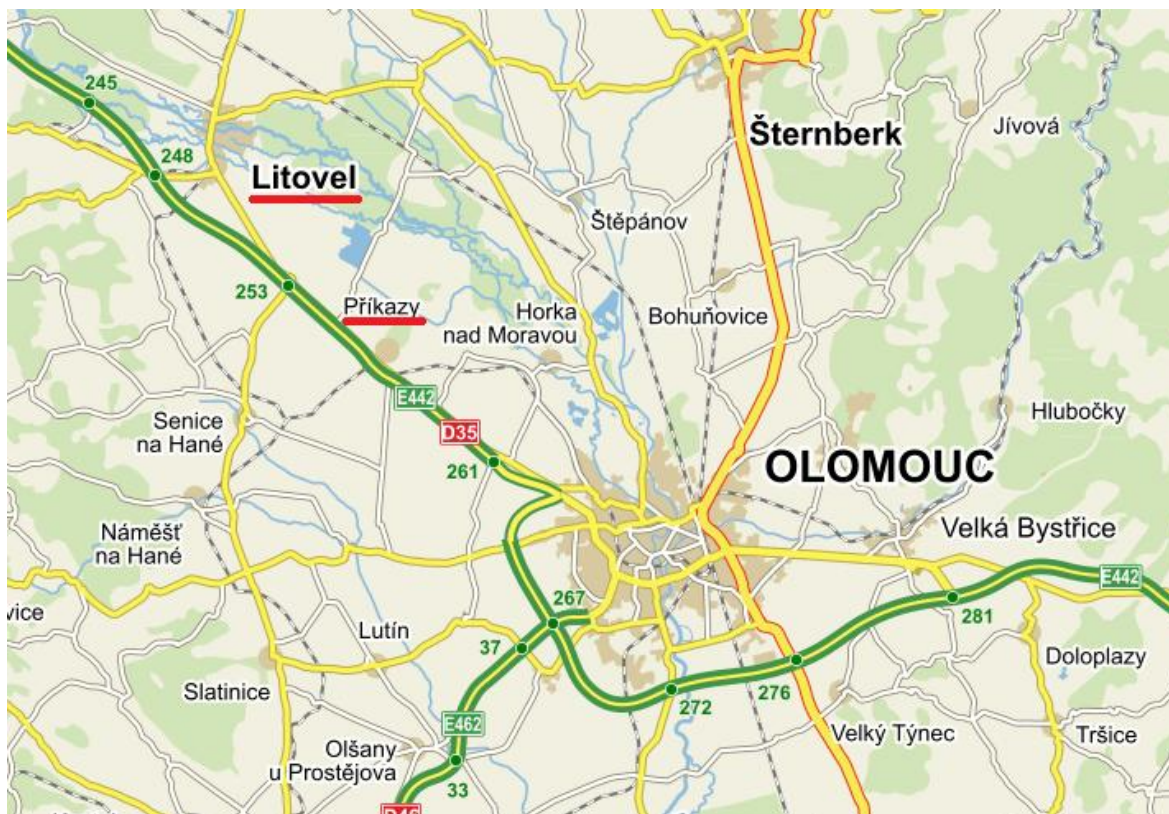 245
Šternberk
Jívová
248
Litovel
Štěpánov
253
Příkazy
Horka
nad Moravou
Bohuňovice
E442
Senice
na Hané
D35
261
Hlubočky
OLOMOUC
Náměšť
na Hané
Velká Bystřice
E442
267
281
vice
Lutín
37
Doloplazy
Slatinice
276
272
E462
Velký Týnec
Tršice
Olšany
u Prostějova
33